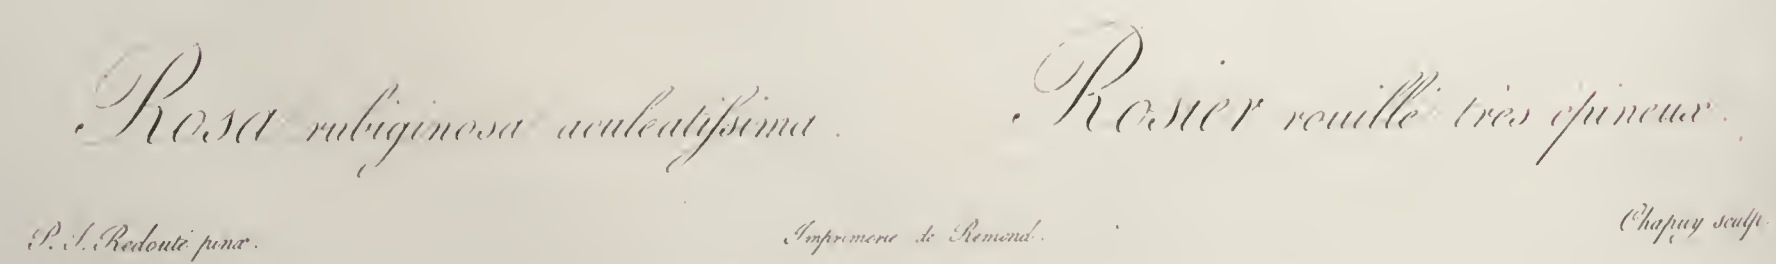 Rosa rubiginosa aculeatiſsima. Rosier rouillé très épineux.
P. J. Redouté pinx. Imprimerie de Remond. Chapuy sculp.